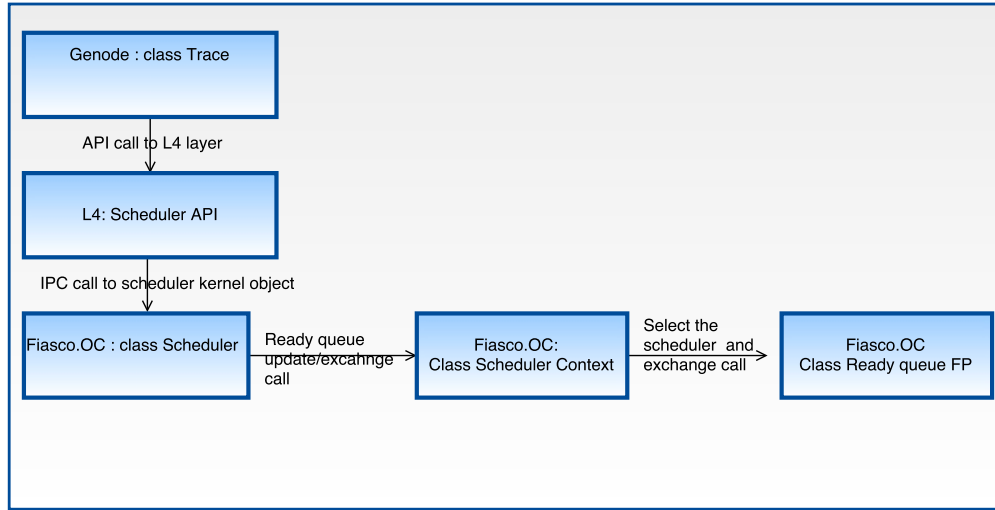 Genode : class Trace
API call to L4 layer
L4: Scheduler API
IPC call to scheduler kernel object
Fiasco.OC : class Scheduler
Ready queue
update/excahnge
call
Fiasco.OC:
Class Scheduler Context
Select the
scheduler and
exchange call
Fiasco.OC
Class Ready queue FP